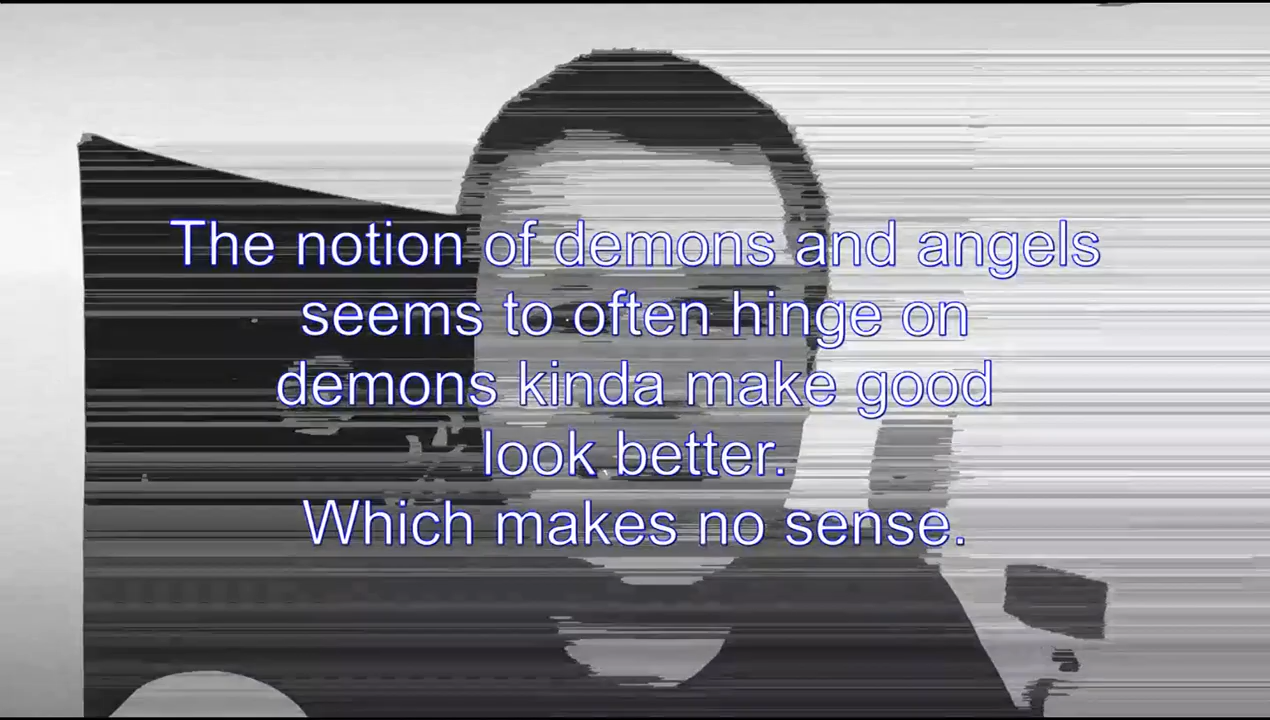 The notion of demons and angels
seems to often hinge on
demons kinda make good
look better.
Which makes no sense.